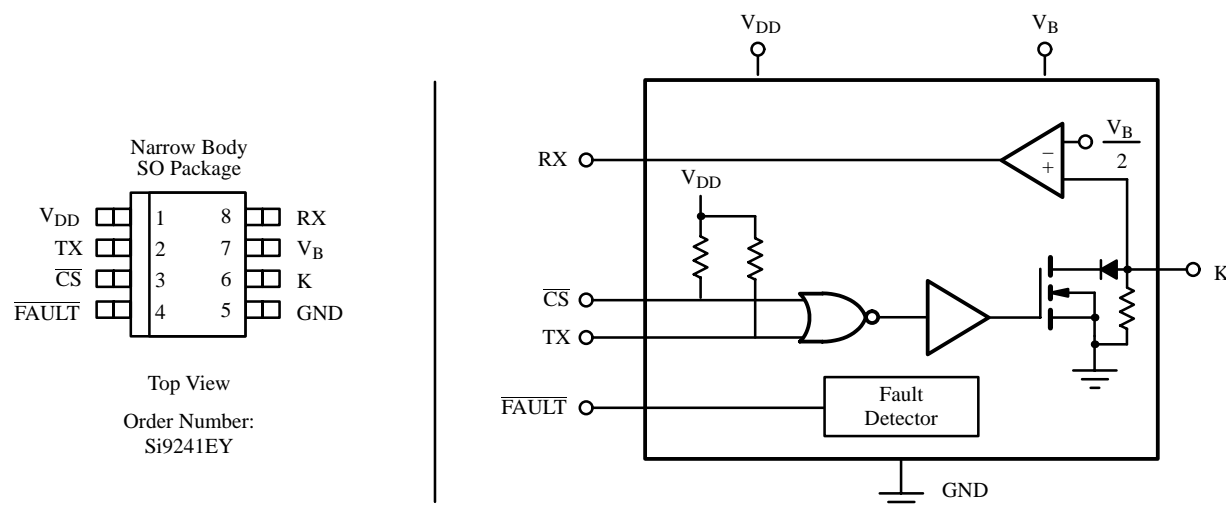 Narrow Body
SO Package
VDD 1 8 RX
TX 2 7 VB
CS 3 6 K
FAULT 4 5 GND
Top View
Order Number:
Si9241EY
VDD
VB
RX
− +
VB
2
VDD
K
CS
TX
FAULT
Fault
Detector
GND